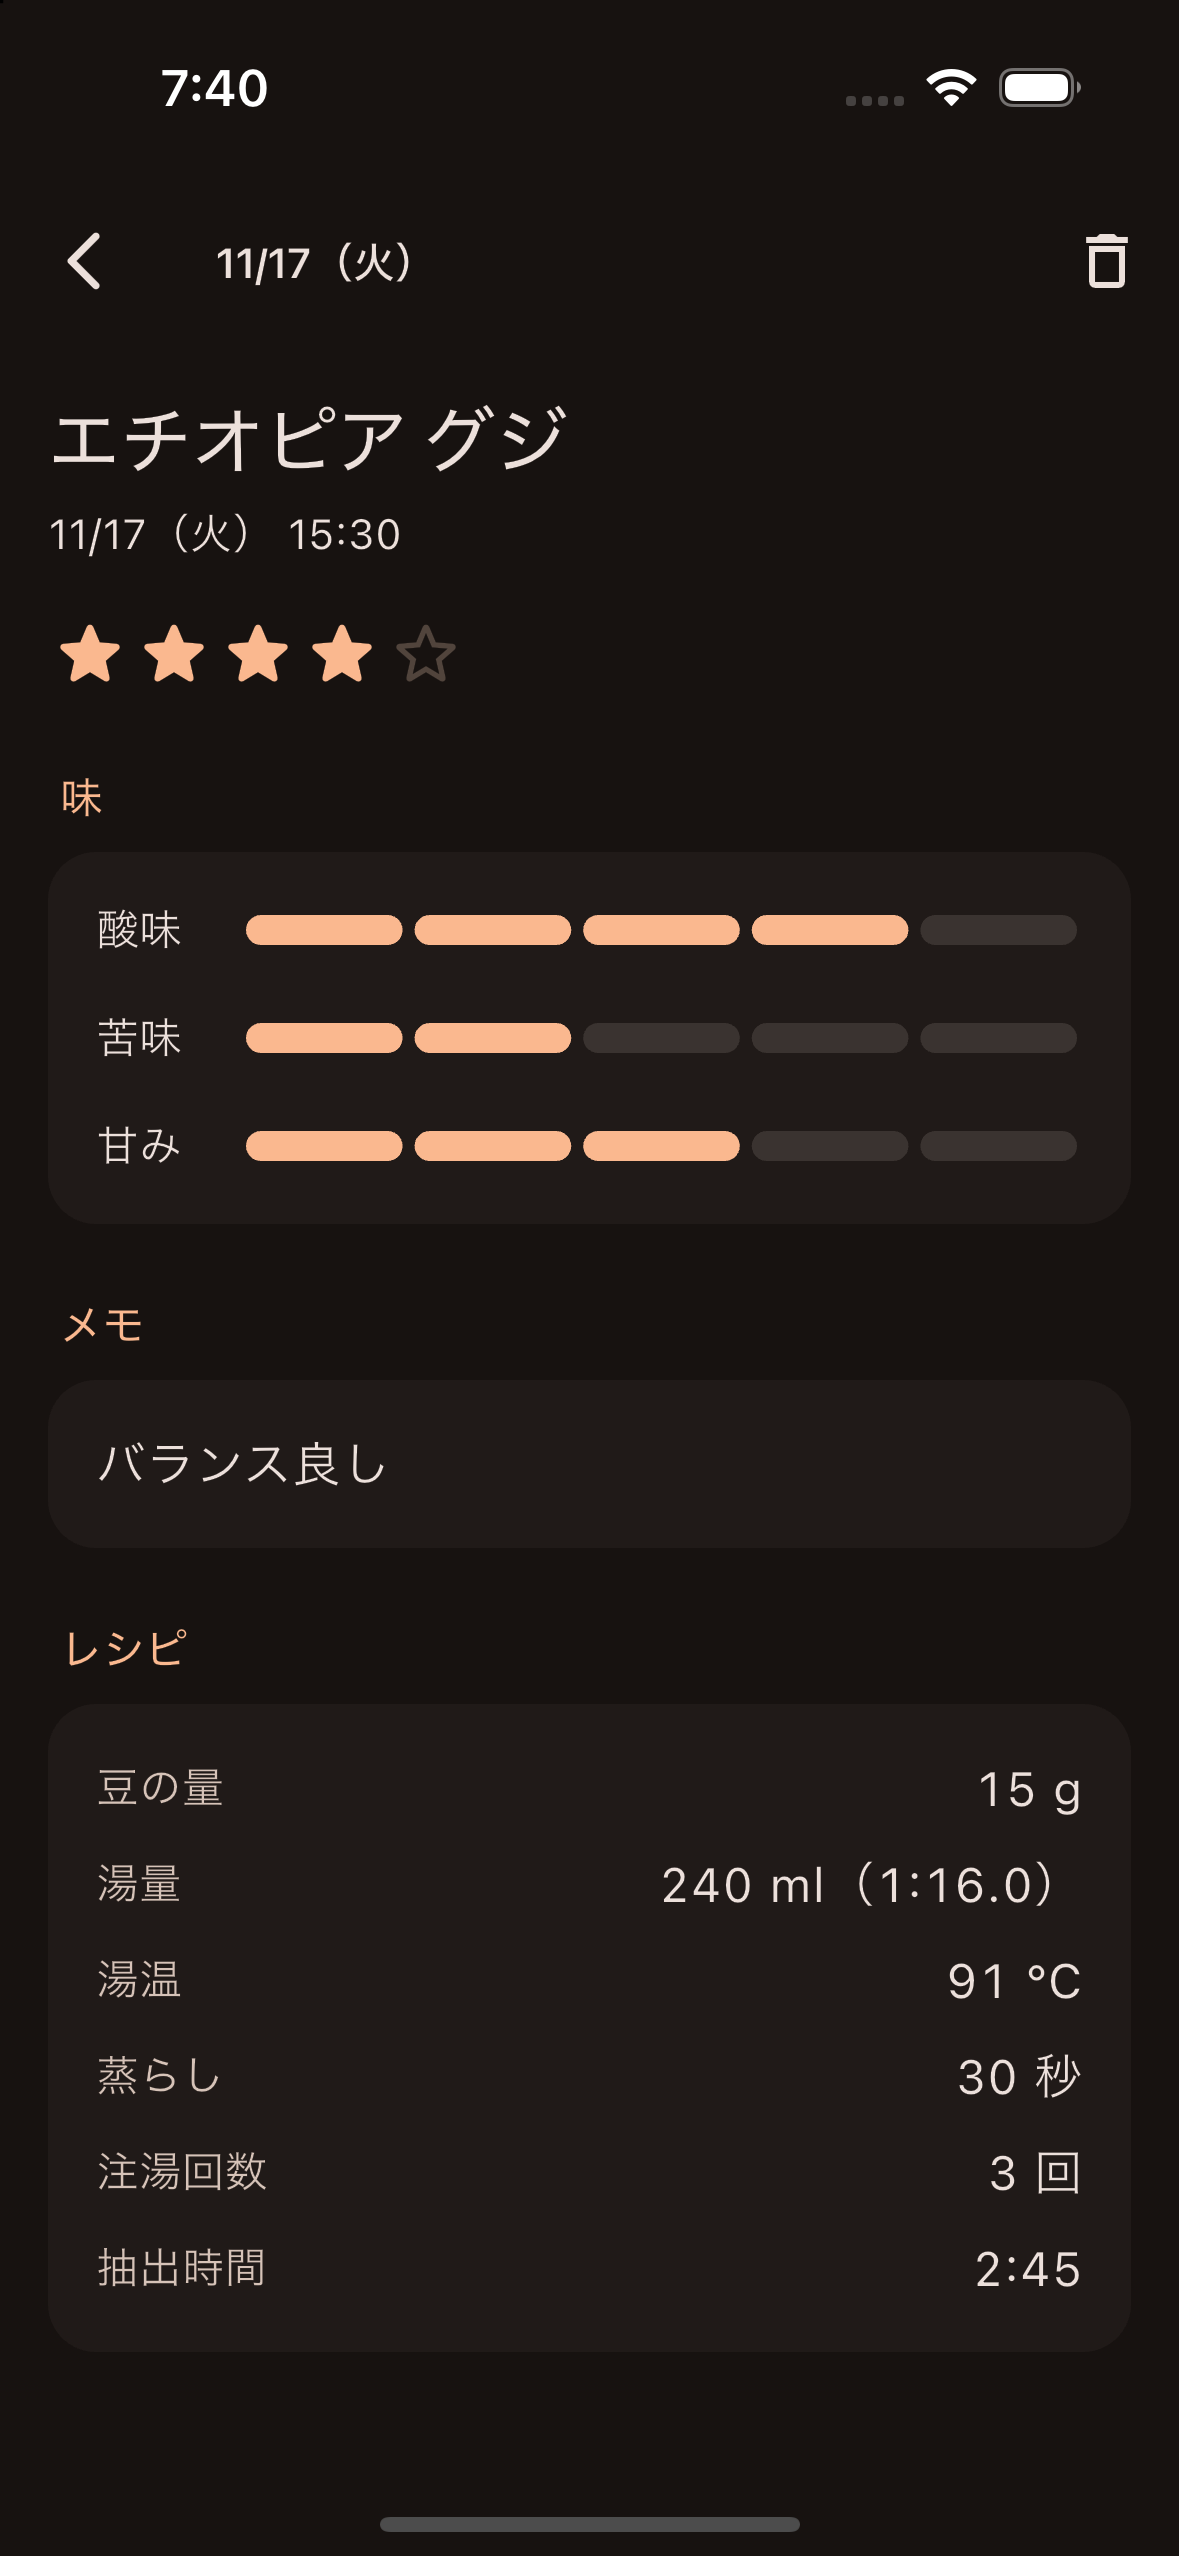 7:40
11/17（火）
エチオピア グジ
11/17（火） 15:30
味
酸味
苦味
甘み
メモ
バランス良し
レシピ
豆の量 15 g
湯量 240 ml（1:16.0）
湯温 91 °C
蒸らし 30 秒
注湯回数 3 回
抽出時間 2:45